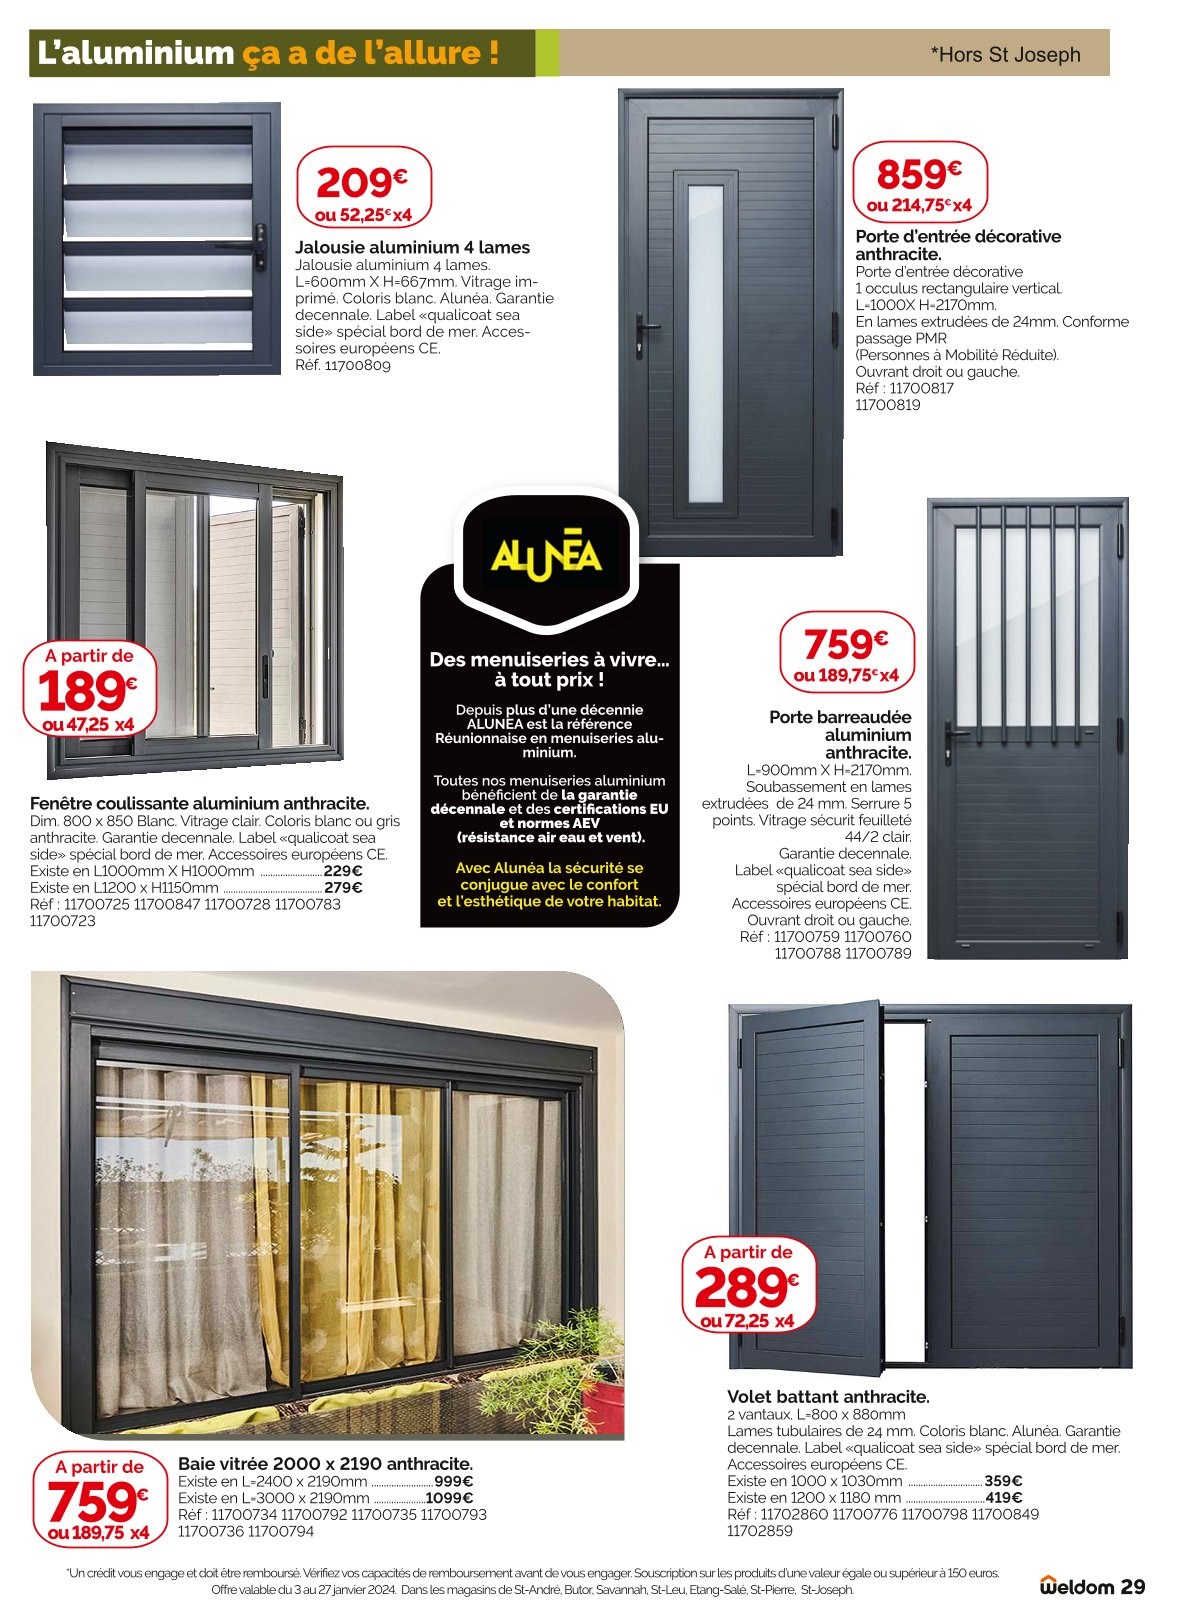 L'aluminium ça a de l'allure !
*Hors St Joseph
209€
ou 52,25€x4
Jalousie aluminium 4 lames
Jalousie aluminium 4 lames.
L=600mm X H=667mm. Vitrage im-
primé. Coloris blanc. Alunéa. Garantie
decennale. Label «qualicoat sea
side» spécial bord de mer. Acces-
soires européens CE.
Réf. 11700809
859€
ou 214,75€x4
Porte d'entrée décorative
anthracite.
Porte d'entrée décorative
1 occulus rectangulaire vertical.
L=1000X H=2170mm.
En lames extrudées de 24mm. Conforme
passage PMR
(Personnes à Mobilité Réduite).
Ouvrant droit ou gauche.
Réf : 11700817
11700819
A partir de
189€
ou 47,25 x4
Fenêtre coulissante aluminium anthracite.
Dim. 800 x 850 Blanc. Vitrage clair. Coloris blanc ou gris
anthracite. Garantie decennale. Label «qualicoat sea
side» spécial bord de mer. Accessoires européens CE.
Existe en L1000mm X H1000mm ........................ 229€
Existe en L1200 x H1150mm ...................................... 279€
Réf : 11700725 11700847 11700728 11700783
11700723
ALUNĒA
Des menuiseries à vivre...
à tout prix !
Depuis plus d'une décennie
ALUNEA est la référence
Réunionnaise en menuiseries alu-
minium.
Toutes nos menuiseries aluminium
bénéficient de la garantie
décennale et des certifications EU
et normes AEV
(résistance air eau et vent).
Avec Alunéa la sécurité se
conjugue avec le confort
et l'esthétique de votre habitat.
759€
ou 189,75€x4
Porte barreaudée
aluminium
anthracite.
L=900mm X H=2170mm.
Soubassement en lames
extrudées de 24 mm. Serrure 5
points. Vitrage sécurit feuilleté
44/2 clair.
Garantie decennale.
Label «qualicoat sea side»
spécial bord de mer.
Accessoires européens CE.
Ouvrant droit ou gauche.
Réf : 11700759 11700760
11700788 11700789
A partir de
759€
ou 189,75 x4
Baie vitrée 2000 x 2190 anthracite.
Existe en L=2400 x 2190mm ........................ 999€
Existe en L=3000 x 2190mm .................... 1099€
Réf : 11700734 11700792 11700735 11700793
11700736 11700794
A partir de
289€
ou 72,25 x4
Volet battant anthracite.
2 vantaux. L=800 x 880mm
Lames tubulaires de 24 mm. Coloris blanc. Alunéa. Garantie
decennale. Label «qualicoat sea side» spécial bord de mer.
Accessoires européens CE.
Existe en 1000 x 1030mm ............................. 359€
Existe en 1200 x 1180 mm .............................. 419€
Réf : 11702860 11700776 11700798 11700849
11702859
*Un crédit vous engage et doit être remboursé. Vérifiez vos capacités de remboursement avant de vous engager. Souscription sur les produits d'une valeur égale ou supérieur à 150 euros.
Offre valable du 3 au 27 janvier 2024. Dans les magasins de St-André, Butor, Savannah, St-Leu, Etang-Salé, St-Pierre, St-Joseph.
weldom 29